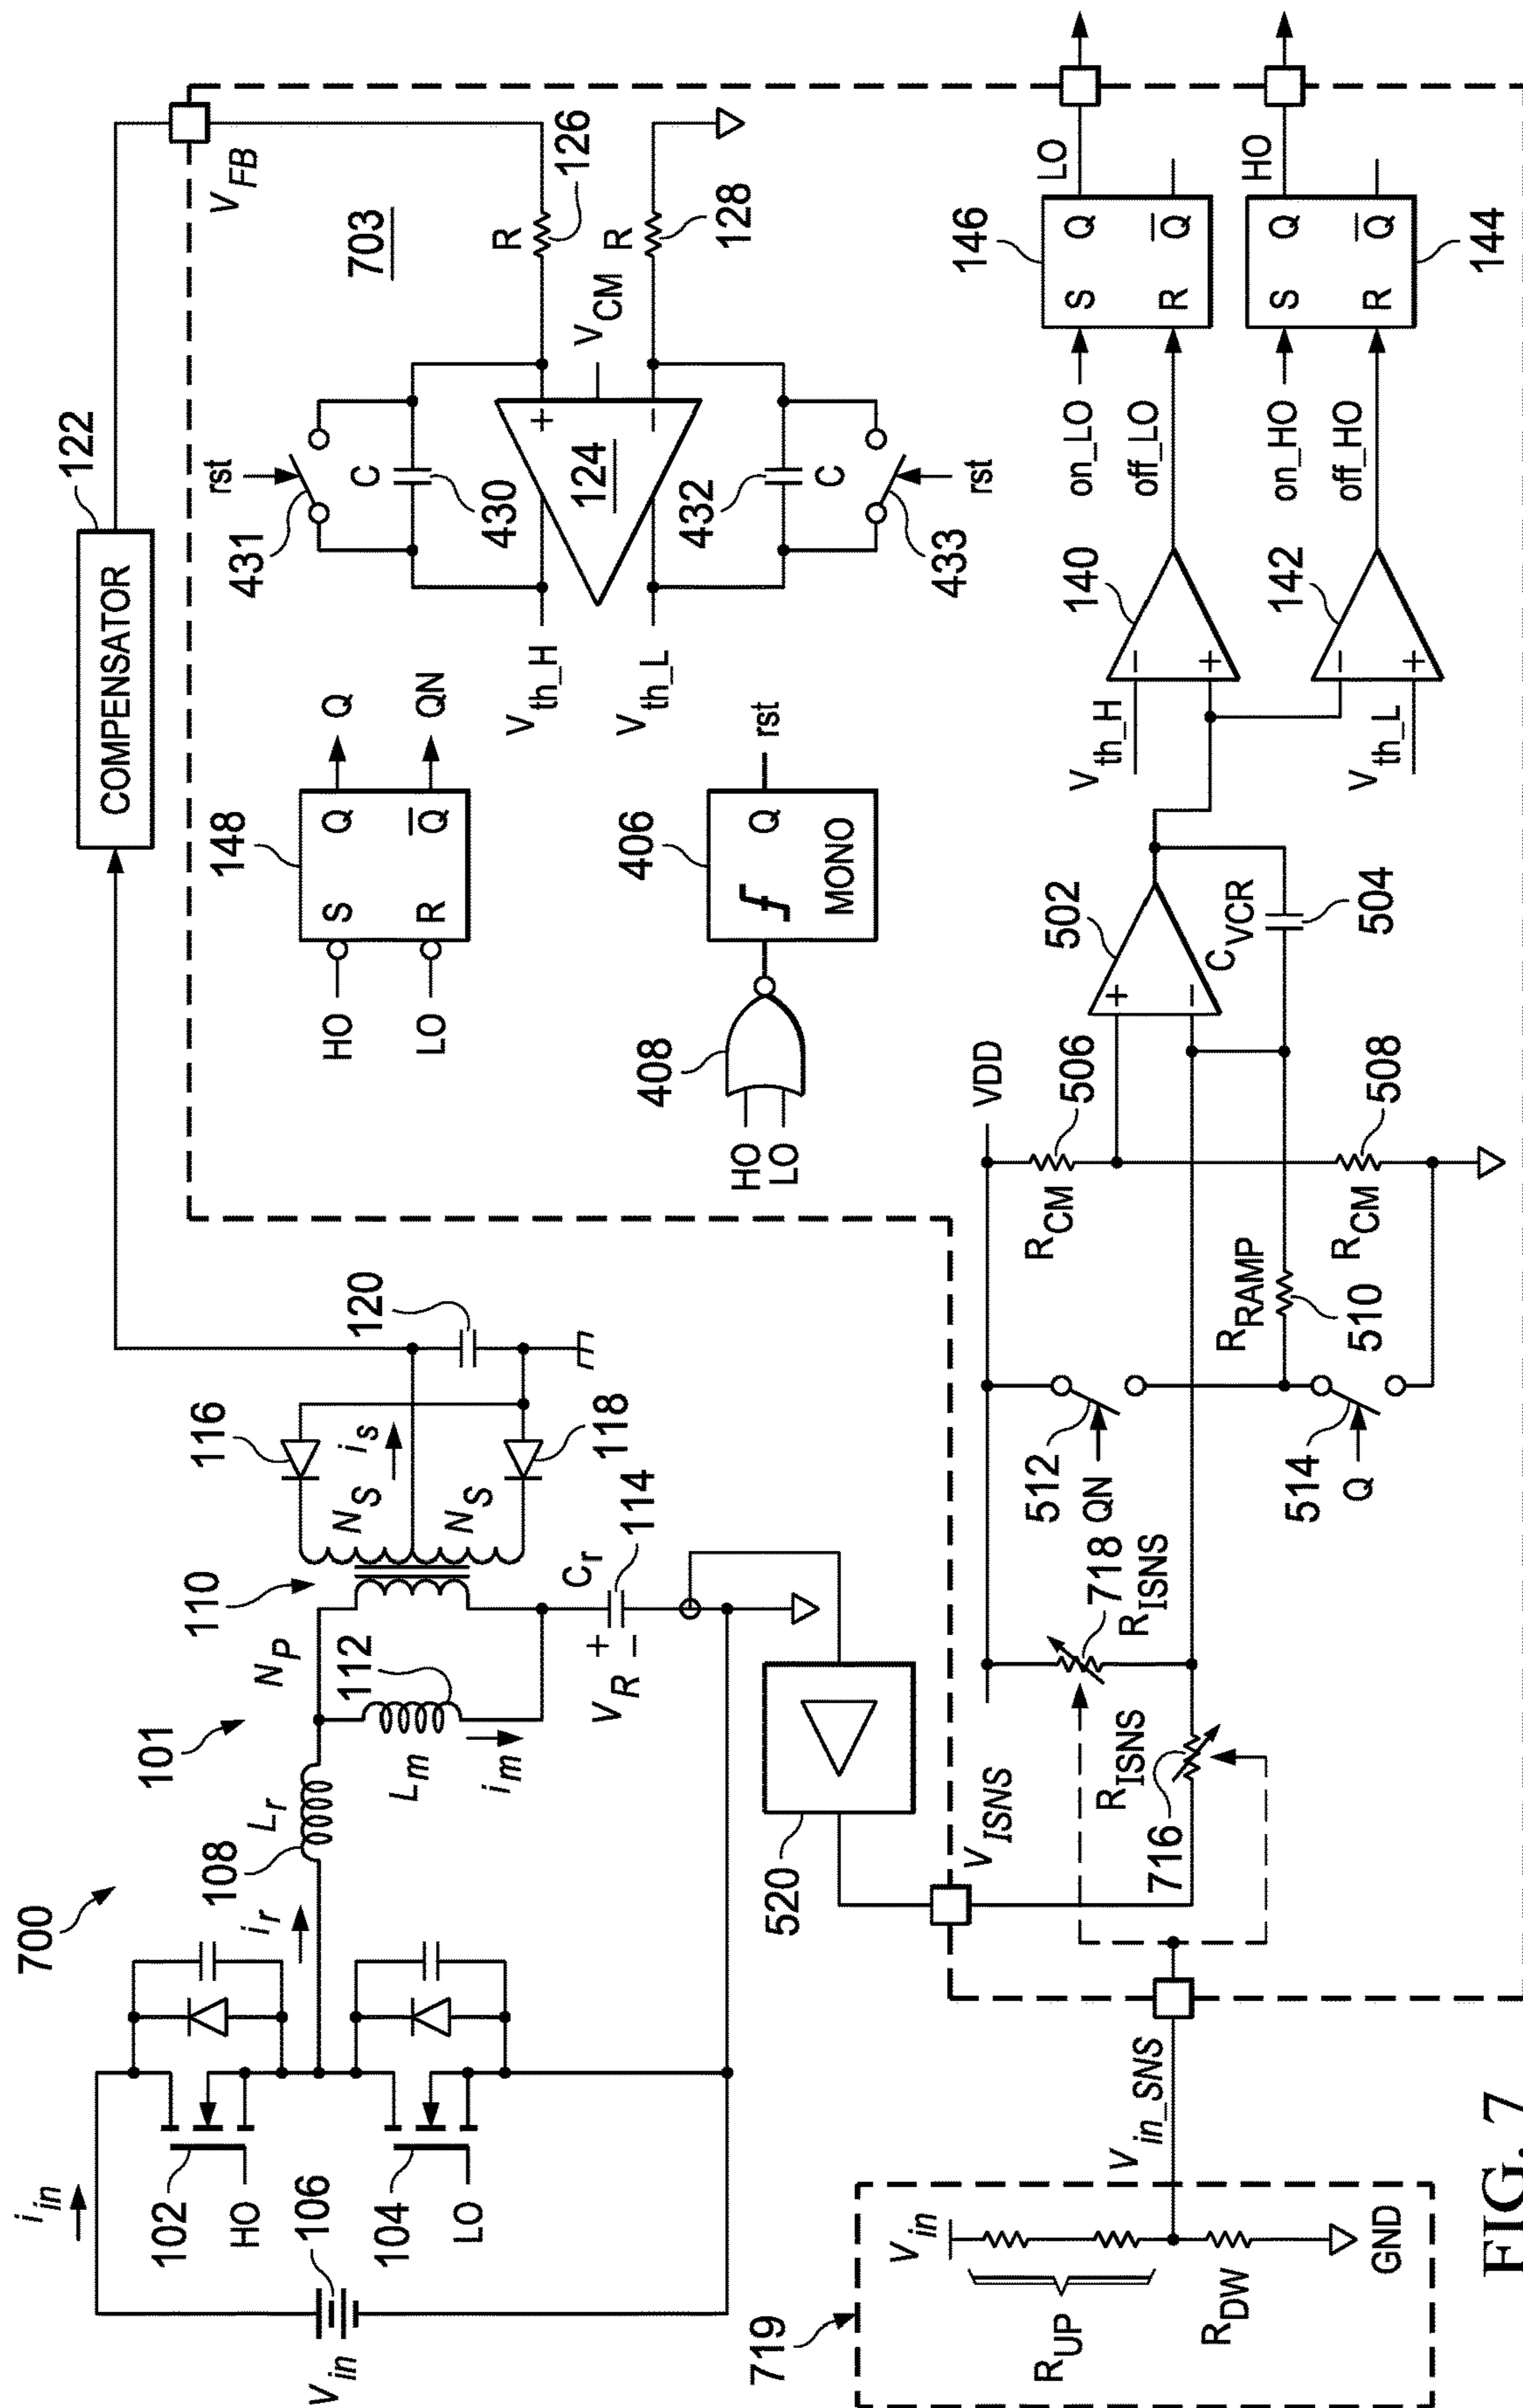 700
101
i_in
102
HO
V_in
106
104
LO
i_r
L_r
108
N_P
110
112
L_m
i_m
116
N_S
i_s
N_S
118
120
C_r
114
+
V_R
−
520
COMPENSATOR
122
V_FB
703
148
HO
S Q
Q
LO
R Q̅
QN
408
HO
LO
406
Q
MONO
rst
431
rst
C
430
V_th_H
+
124
V_CM
−
V_th_L
432
C
433
rst
R
126
R
128
719
V_in
R_UP
R_DW
GND
V_in_SNS
V_ISNS
R_ISNS
716
718
R_ISNS
512
QN
514
Q
R_RAMP
510
VDD
R_CM
506
R_CM
508
502
+
−
C_VCR
504
V_th_H
−
+
140
V_th_L
−
+
142
on_LO
off_LO
146
S Q
R Q̅
LO
on_HO
off_HO
144
S Q
R Q̅
HO
FIG. 7